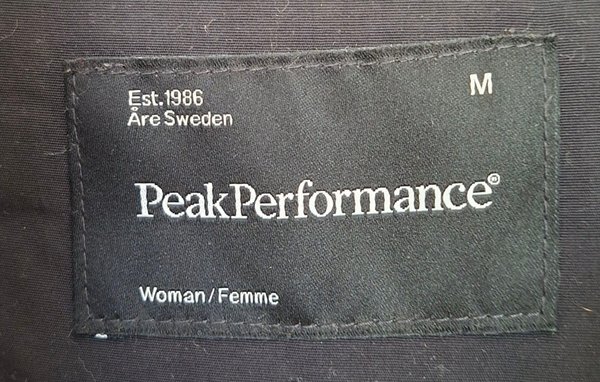 Est.1986
Åre Sweden
M
PeakPerformance®
Woman/Femme